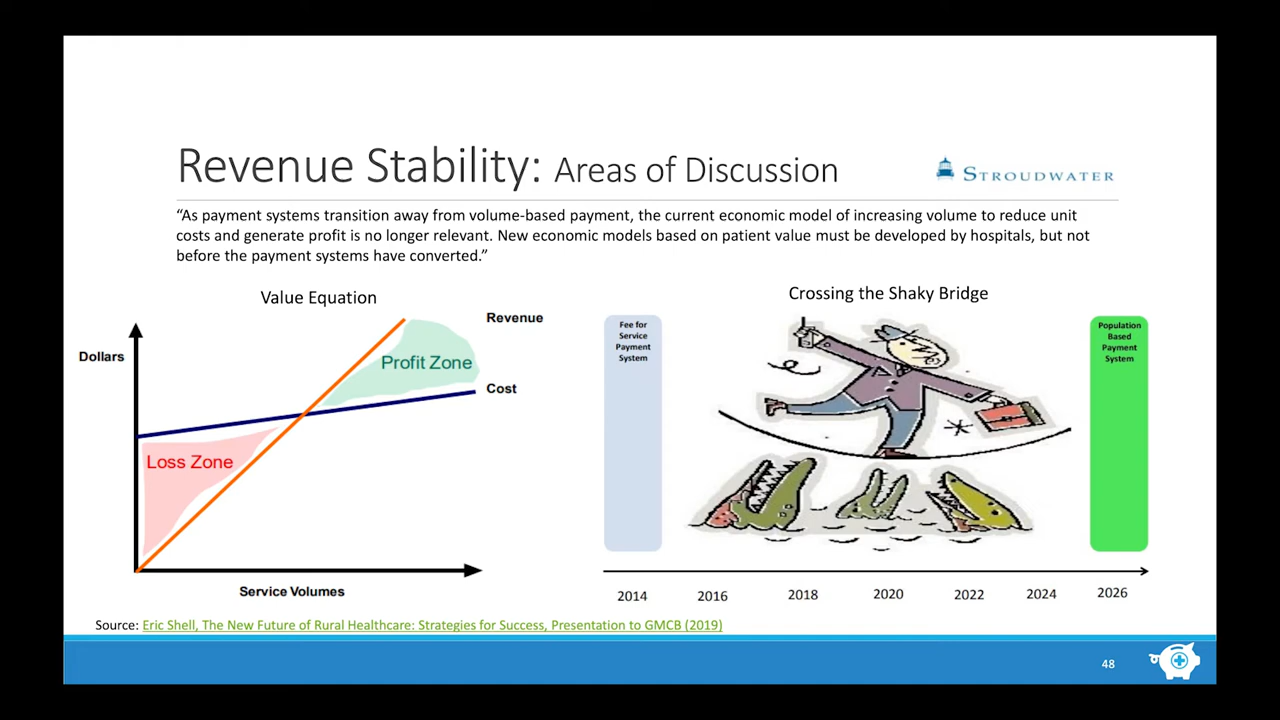 Revenue Stability: Areas of Discussion
STROUDWATER
“As payment systems transition away from volume-based payment, the current economic model of increasing volume to reduce unit
costs and generate profit is no longer relevant. New economic models based on patient value must be developed by hospitals, but not
before the payment systems have converted.”
Value Equation
Revenue
Dollars
Profit Zone
Cost
Loss Zone
Service Volumes
Crossing the Shaky Bridge
Fee for
Service
Payment
System
Population
Based
Payment
System
2014 2016 2018 2020 2022 2024 2026
Source: Eric Shell, The New Future of Rural Healthcare: Strategies for Success, Presentation to GMCB (2019)
48